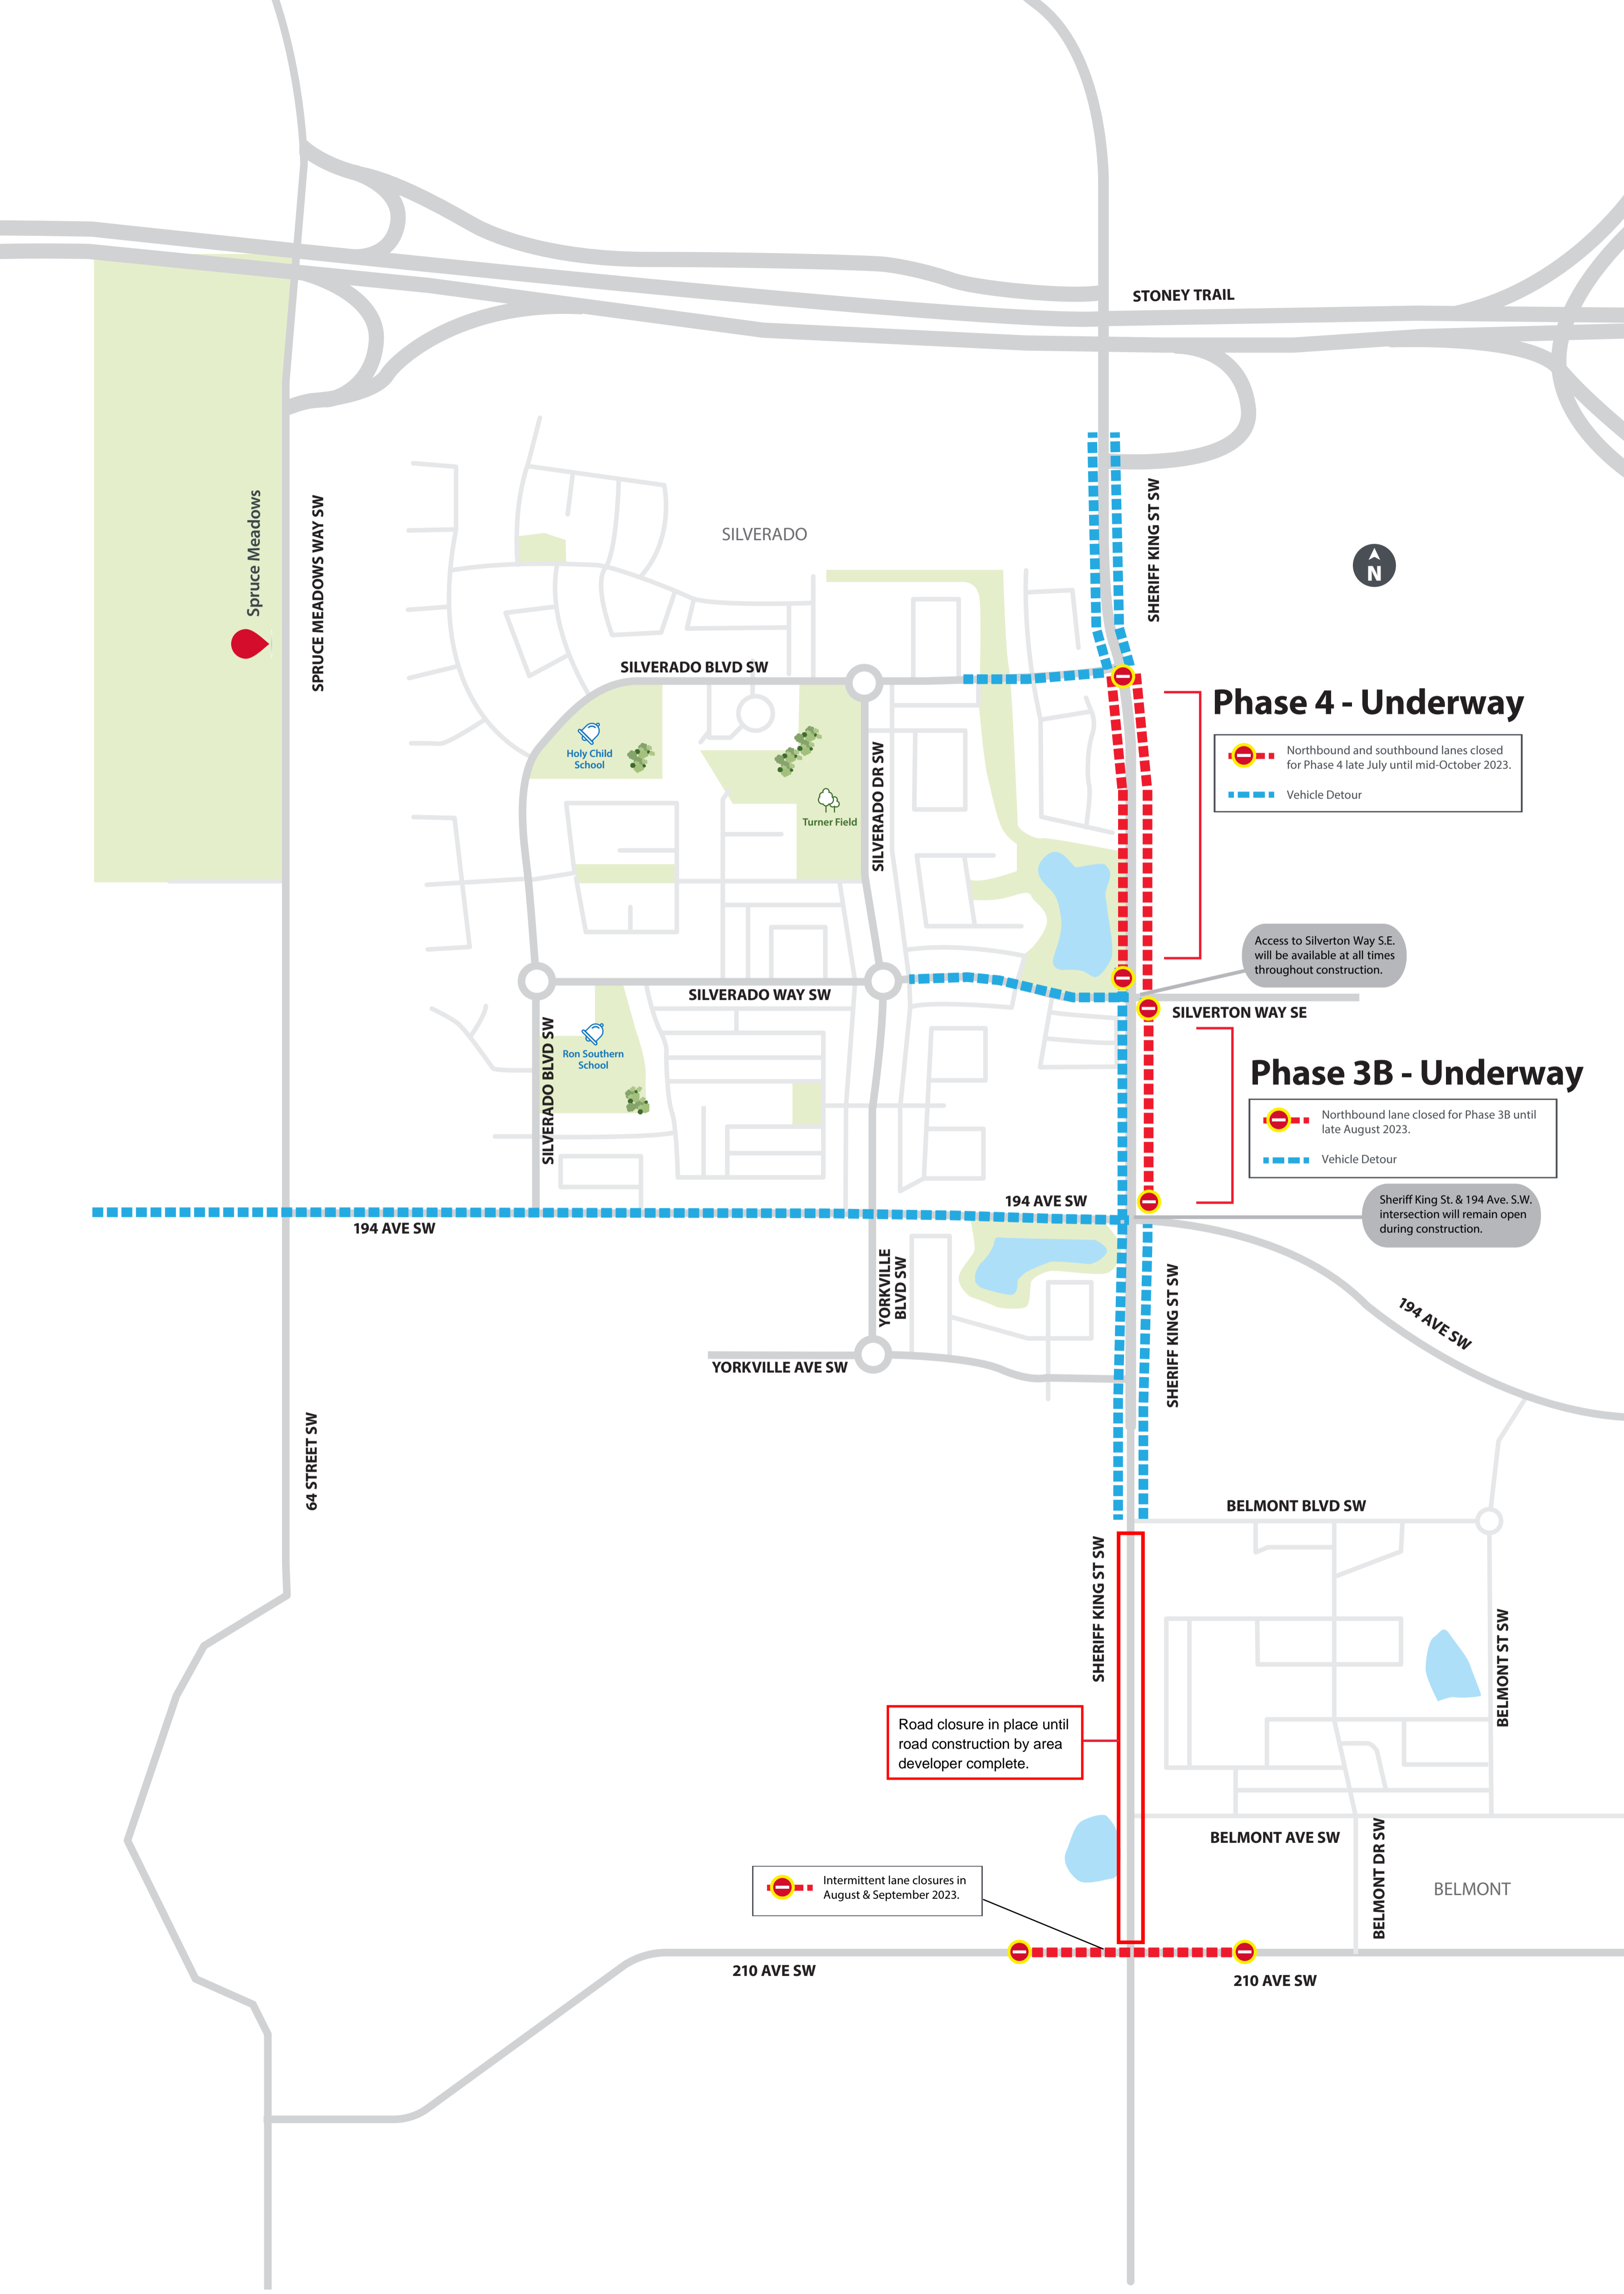 STONEY TRAIL
Spruce Meadows
SPRUCE MEADOWS WAY SW
SILVERADO
SHERIFF KING ST SW
N
SILVERADO BLVD SW
Phase 4 - Underway
Northbound and southbound lanes closed
for Phase 4 late July until mid-October 2023.
Vehicle Detour
Holy Child
School
Turner Field
SILVERADO DR SW
Access to Silverton Way S.E.
will be available at all times
throughout construction.
SILVERADO WAY SW
SILVERTON WAY SE
Ron Southern
School
SILVERADO BLVD SW
Phase 3B - Underway
Northbound lane closed for Phase 3B until
late August 2023.
Vehicle Detour
194 AVE SW
194 AVE SW
Sheriff King St. & 194 Ave. S.W.
intersection will remain open
during construction.
YORKVILLE
BLVD SW
SHERIFF KING ST SW
194 AVE SW
YORKVILLE AVE SW
64 STREET SW
BELMONT BLVD SW
SHERIFF KING ST SW
BELMONT ST SW
Road closure in place until
road construction by area
developer complete.
BELMONT AVE SW
BELMONT DR SW
BELMONT
Intermittent lane closures in
August & September 2023.
210 AVE SW
210 AVE SW